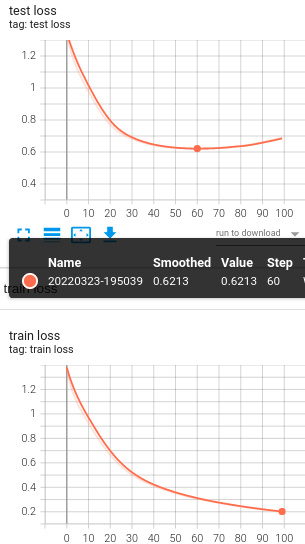 test loss
tag: test loss
1.2
1
0.8
0.6
0.4
0 10 20 30 40 50 60 70 80 90 100
run to download
Name Smoothed Value Step
20220323-195039 0.6213 0.6213 60
train loss
train loss
tag: train loss
1.2
1
0.8
0.6
0.4
0.2
0 10 20 30 40 50 60 70 80 90 100